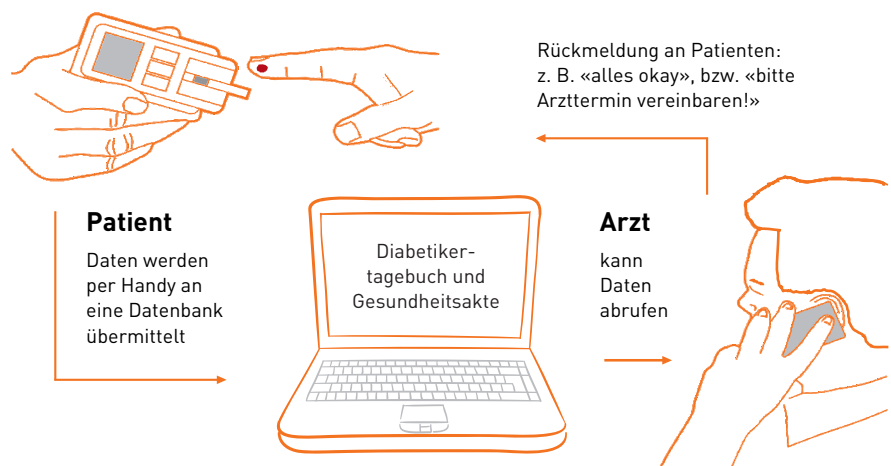 Rückmeldung an Patienten:
z. B. «alles okay», bzw. «bitte
Arzttermin vereinbaren!»
Patient
Daten werden
per Handy an
eine Datenbank
übermittelt
Diabetiker-
tagebuch und
Gesundheitsakte
Arzt
kann
Daten
abrufen